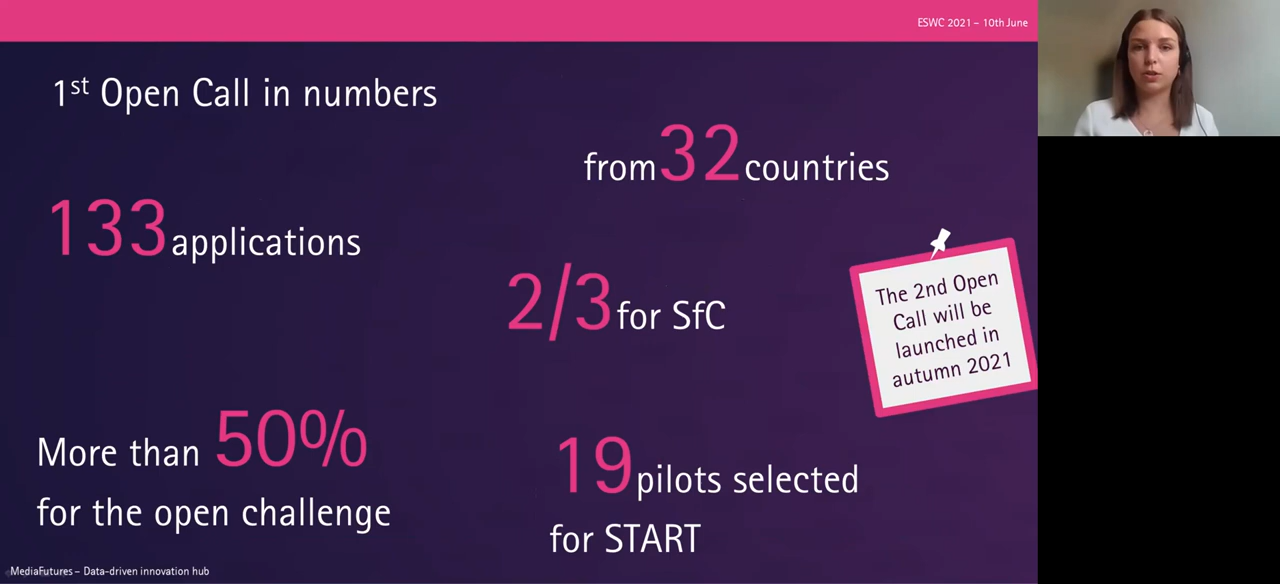 ESWC 2021 – 10th June
1st Open Call in numbers
from 32 countries
133 applications
2/3 for SfC
The 2nd Open
Call will be
launched in
autumn 2021
More than 50%
for the open challenge
19 pilots selected
for START
MediaFutures – Data-driven innovation hub